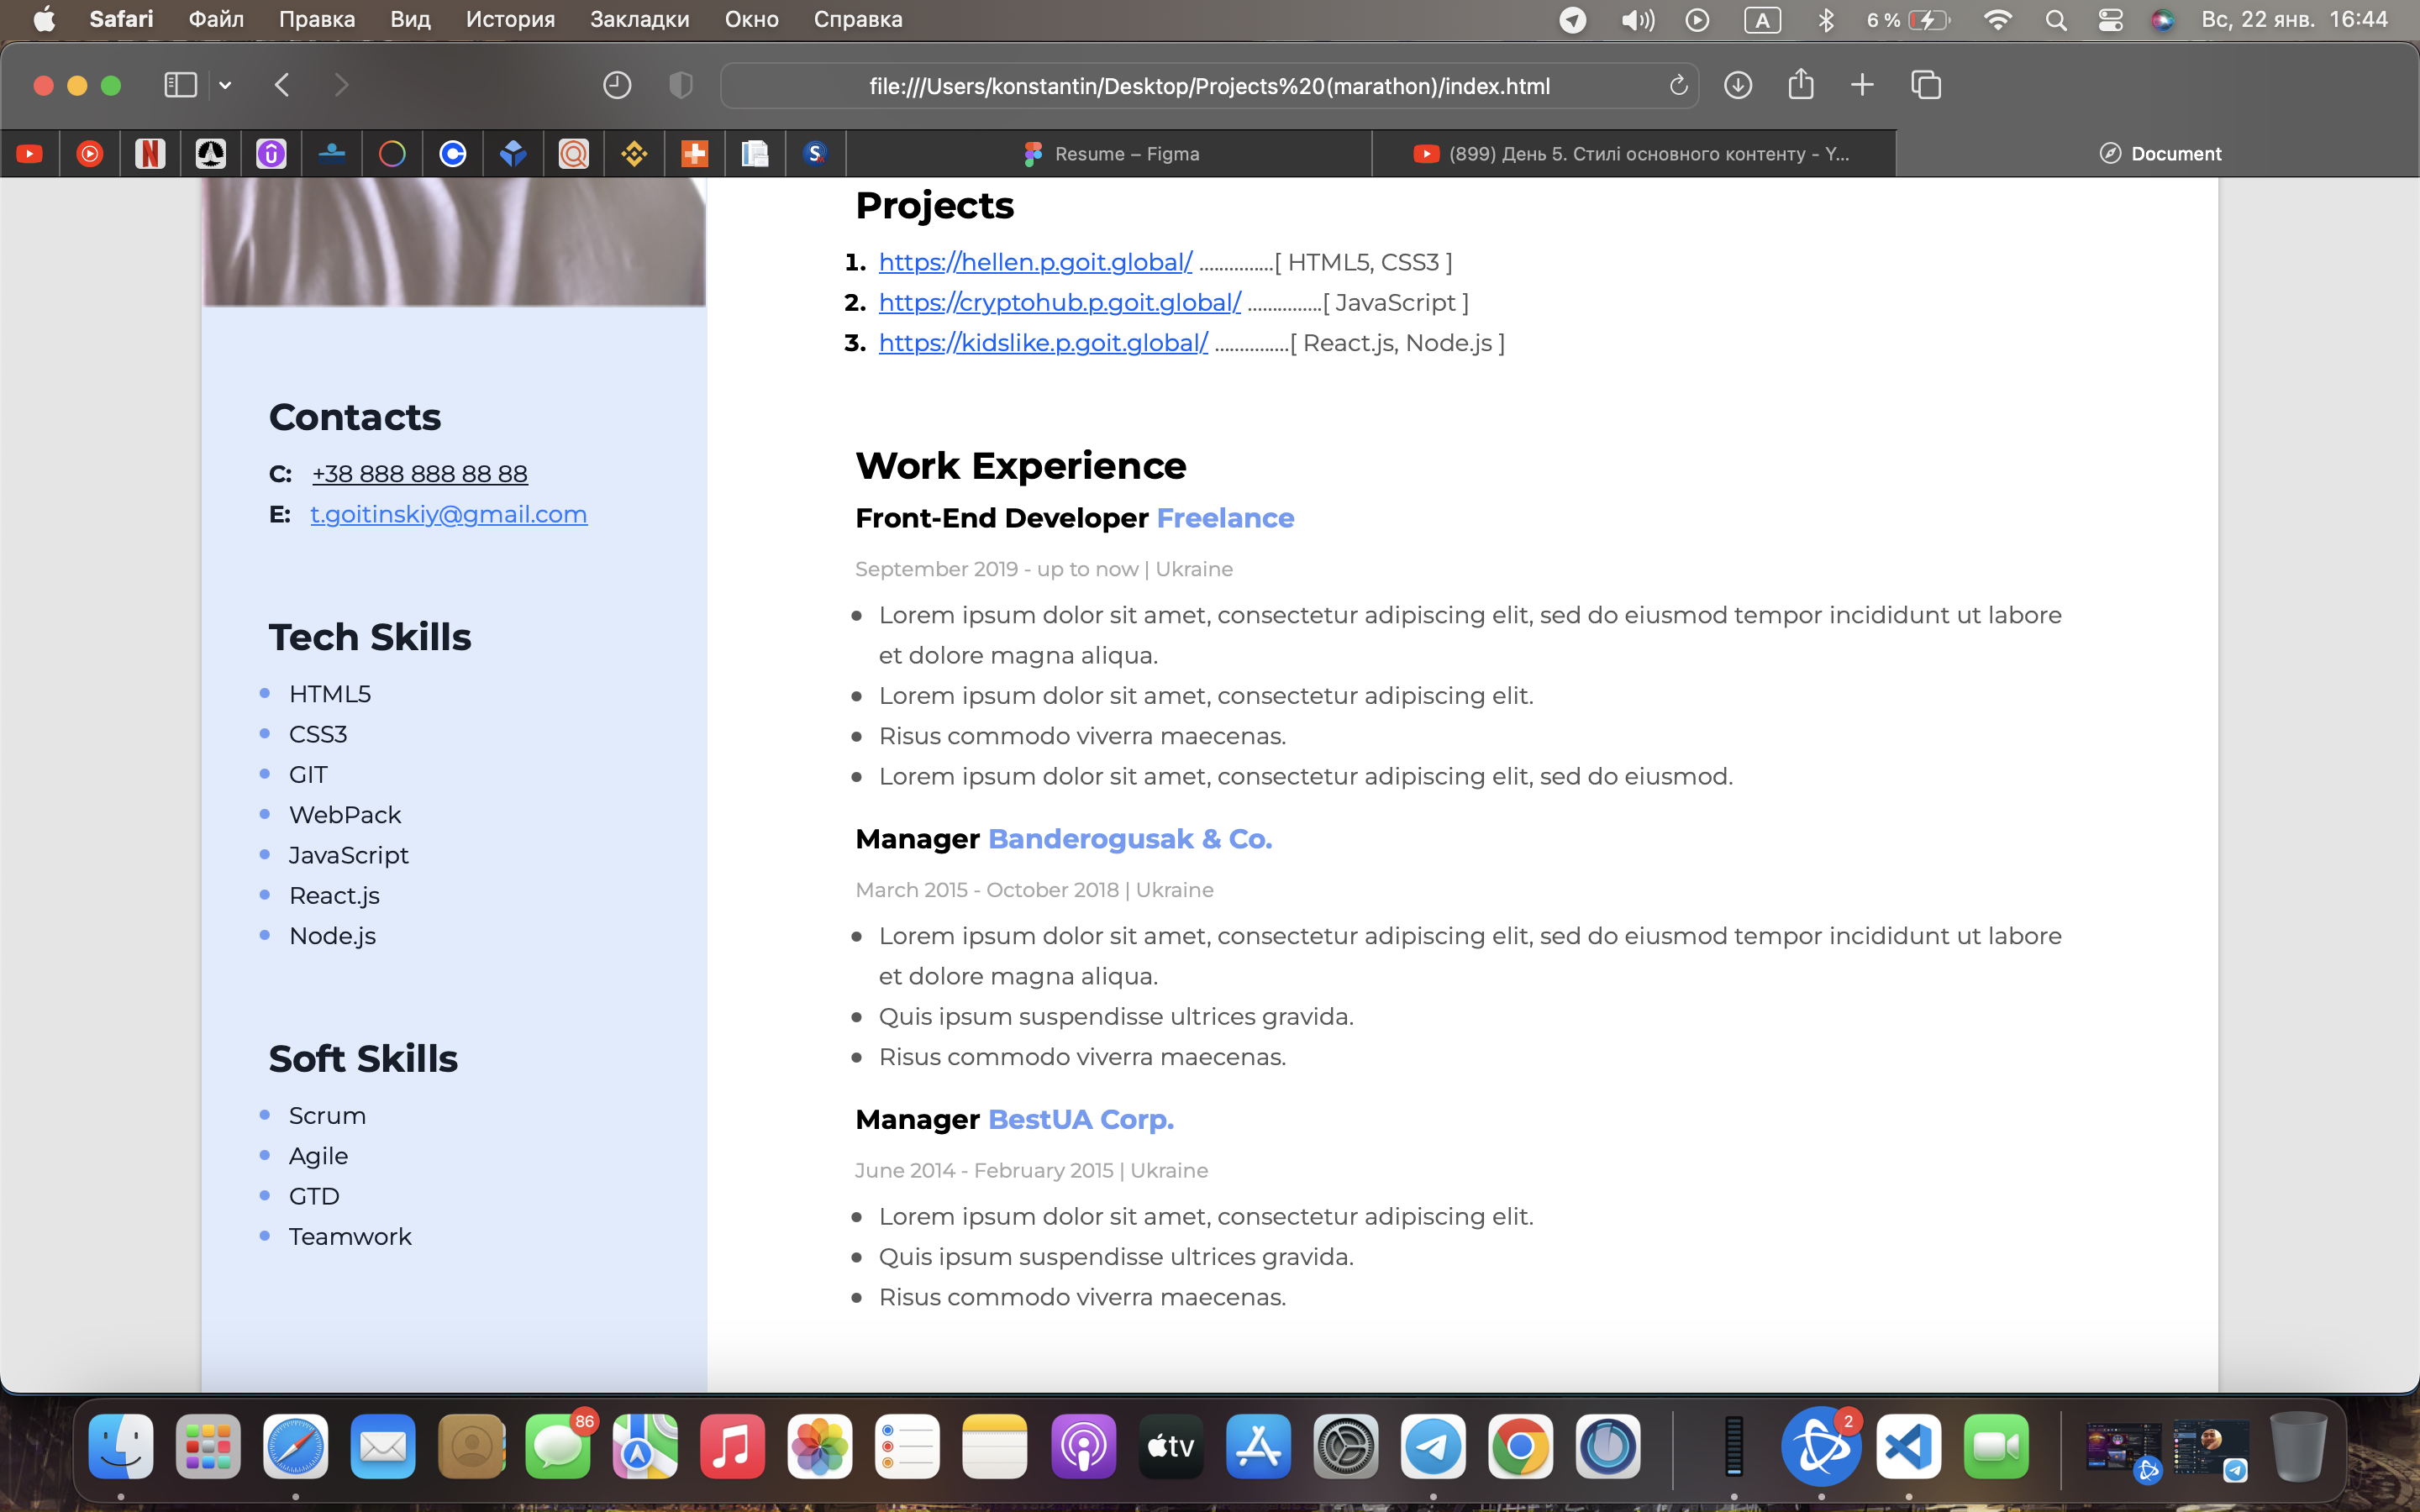 Safari Файл Правка Вид История Закладки Окно Справка A 6 % Вс, 22 янв. 16:44
file:///Users/konstantin/Desktop/Projects%20(marathon)/index.html
Resume – Figma
(899) День 5. Стилі основного контенту - Y...
Document
Contacts
C: +38 888 888 88 88
E: t.goitinskiy@gmail.com
Tech Skills
HTML5
CSS3
GIT
WebPack
JavaScript
React.js
Node.js
Soft Skills
Scrum
Agile
GTD
Teamwork
Projects
1. https://hellen.p.goit.global/ ...............[ HTML5, CSS3 ]
2. https://cryptohub.p.goit.global/ ...............[ JavaScript ]
3. https://kidslike.p.goit.global/ ...............[ React.js, Node.js ]
Work Experience
Front-End Developer Freelance
September 2019 - up to now | Ukraine
Lorem ipsum dolor sit amet, consectetur adipiscing elit, sed do eiusmod tempor incididunt ut labore
et dolore magna aliqua.
Lorem ipsum dolor sit amet, consectetur adipiscing elit.
Risus commodo viverra maecenas.
Lorem ipsum dolor sit amet, consectetur adipiscing elit, sed do eiusmod.
Manager Banderogusak & Co.
March 2015 - October 2018 | Ukraine
Lorem ipsum dolor sit amet, consectetur adipiscing elit, sed do eiusmod tempor incididunt ut labore
et dolore magna aliqua.
Quis ipsum suspendisse ultrices gravida.
Risus commodo viverra maecenas.
Manager BestUA Corp.
June 2014 - February 2015 | Ukraine
Lorem ipsum dolor sit amet, consectetur adipiscing elit.
Quis ipsum suspendisse ultrices gravida.
Risus commodo viverra maecenas.
86
tv
2